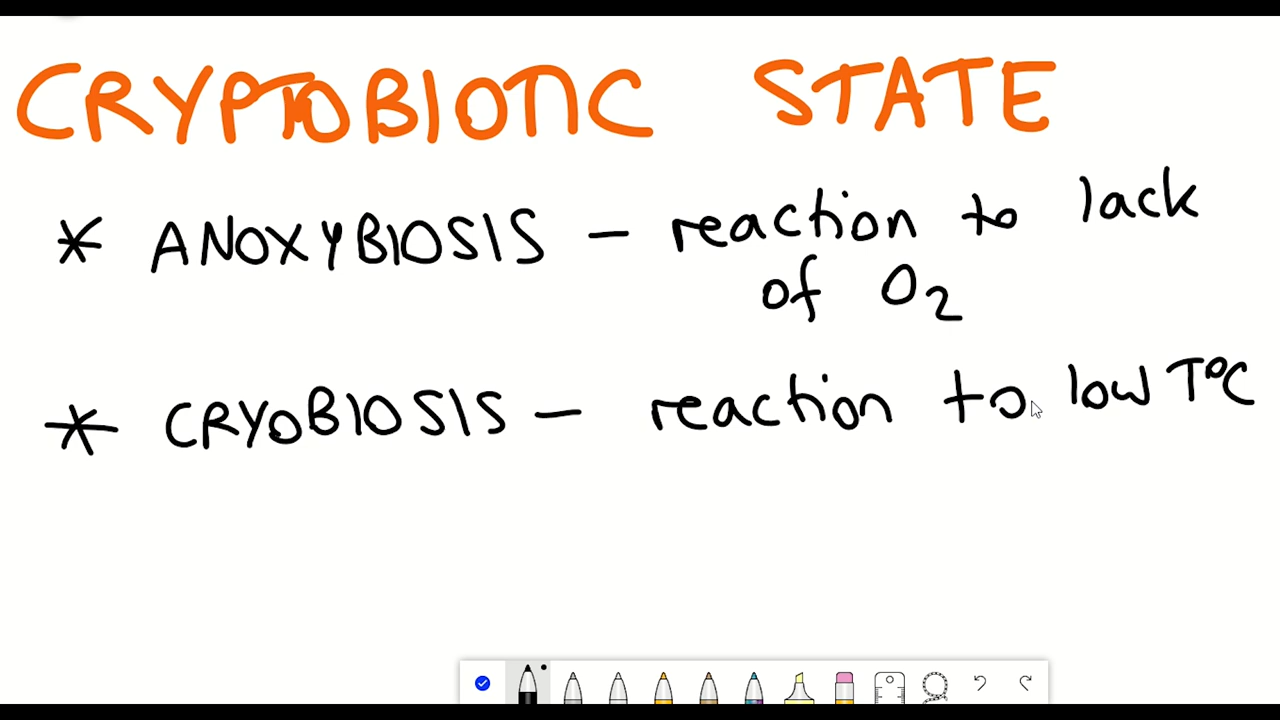 CRYPTOBIOTIC STATE
* ANOXYBIOSIS - reaction to lack
of O2
* CRYOBIOSIS - reaction to low T°C